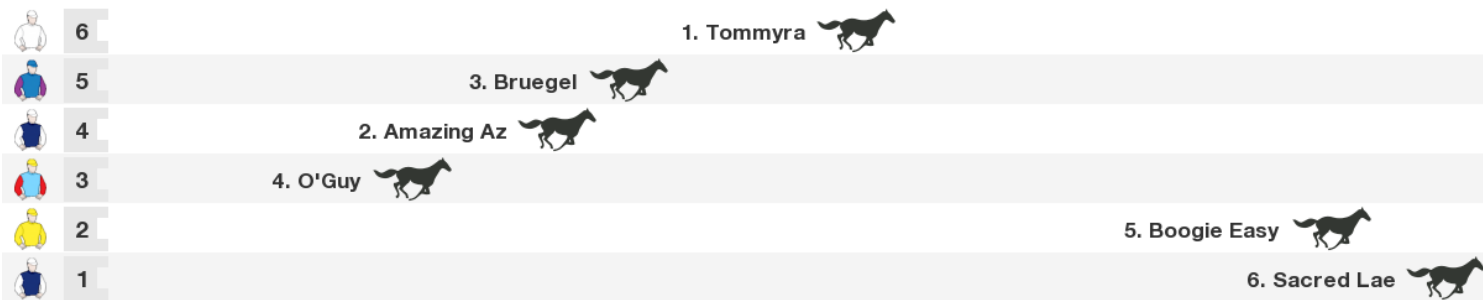 6 1. Tommyra
5 3. Bruegel
4 2. Amazing Az
3 4. O'Guy
2 5. Boogie Easy
1 6. Sacred Lae